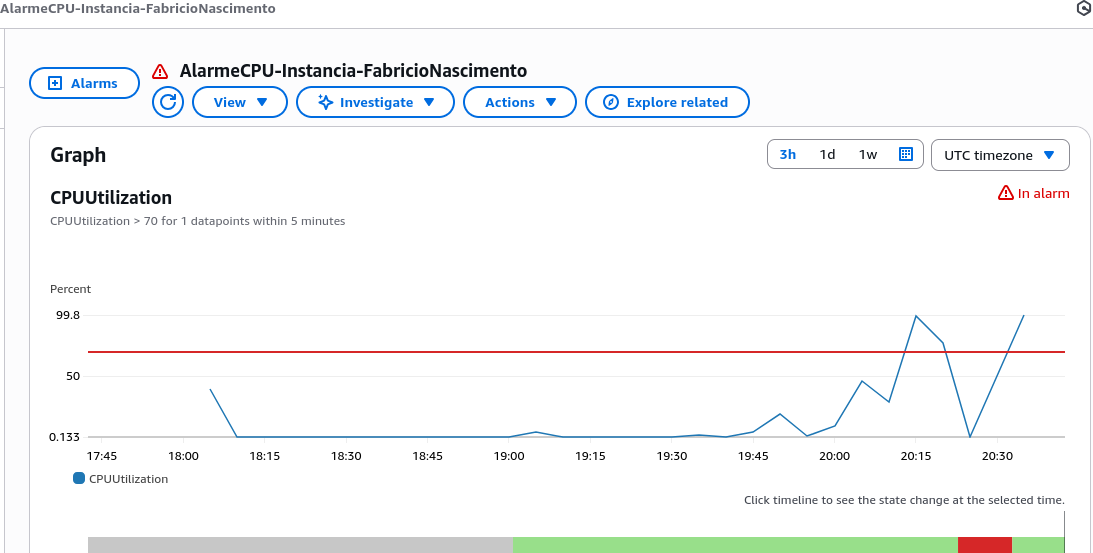 AlarmeCPU-Instancia-FabricioNascimento
Alarms
AlarmeCPU-Instancia-FabricioNascimento
View
Investigate
Actions
Explore related
Graph
3h 1d 1w
UTC timezone
CPUUtilization
In alarm
CPUUtilization > 70 for 1 datapoints within 5 minutes
Percent
99.8
50
0.133
17:45 18:00 18:15 18:30 18:45 19:00 19:15 19:30 19:45 20:00 20:15 20:30
CPUUtilization
Click timeline to see the state change at the selected time.